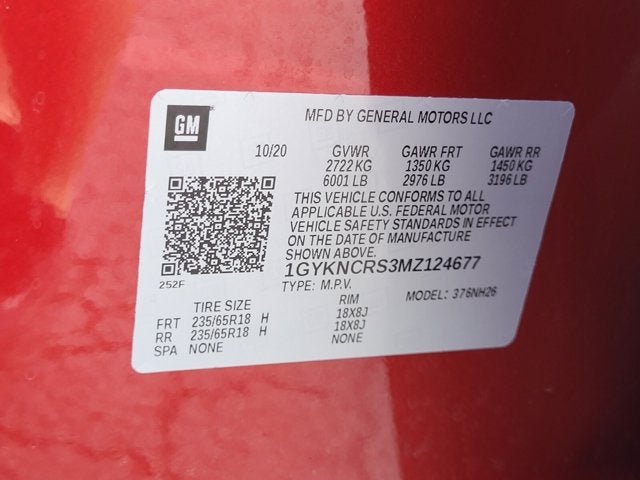 GM
MFD BY GENERAL MOTORS LLC
10/20 GVWR GAWR FRT GAWR RR
2722 KG 1350 KG 1450 KG
6001 LB 2976 LB 3196 LB
THIS VEHICLE CONFORMS TO ALL
APPLICABLE U.S. FEDERAL MOTOR
VEHICLE SAFETY STANDARDS IN EFFECT
ON THE DATE OF MANUFACTURE
SHOWN ABOVE.
1GYKNCRS3MZ124677
252F
TYPE: M.P.V. MODEL: 376NH26
TIRE SIZE RIM
FRT 235/65R18 H 18X8J
RR 235/65R18 H 18X8J
SPA NONE NONE